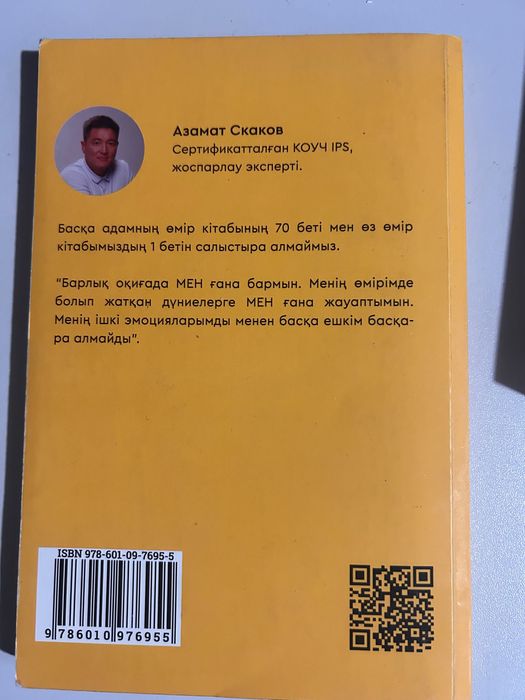 Азамат Скаков
Сертификатталған КОУЧ IPS,
жоспарлау эксперті.
Басқа адамның өмір кітабының 70 беті мен өз өмір
кітабымыздың 1 бетін салыстыра алмаймыз.
"Барлық оқиғада МЕН ғана бармын. Менің өмірімде
болып жатқан дүниелерге МЕН ғана жауаптымын.
Менің ішкі эмоцияларымды менен басқа ешкім басқа-
ра алмайды".
ISBN 978-601-09-7695-5
9 786010 976955